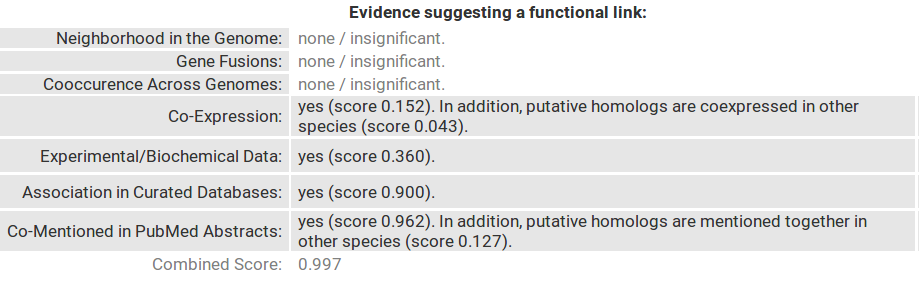 Evidence suggesting a functional link:
Neighborhood in the Genome: none / insignificant.
Gene Fusions: none / insignificant.
Cooccurence Across Genomes: none / insignificant.
Co-Expression: yes (score 0.152). In addition, putative homologs are coexpressed in other
species (score 0.043).
Experimental/Biochemical Data: yes (score 0.360).
Association in Curated Databases: yes (score 0.900).
Co-Mentioned in PubMed Abstracts: yes (score 0.962). In addition, putative homologs are mentioned together in
other species (score 0.127).
Combined Score: 0.997